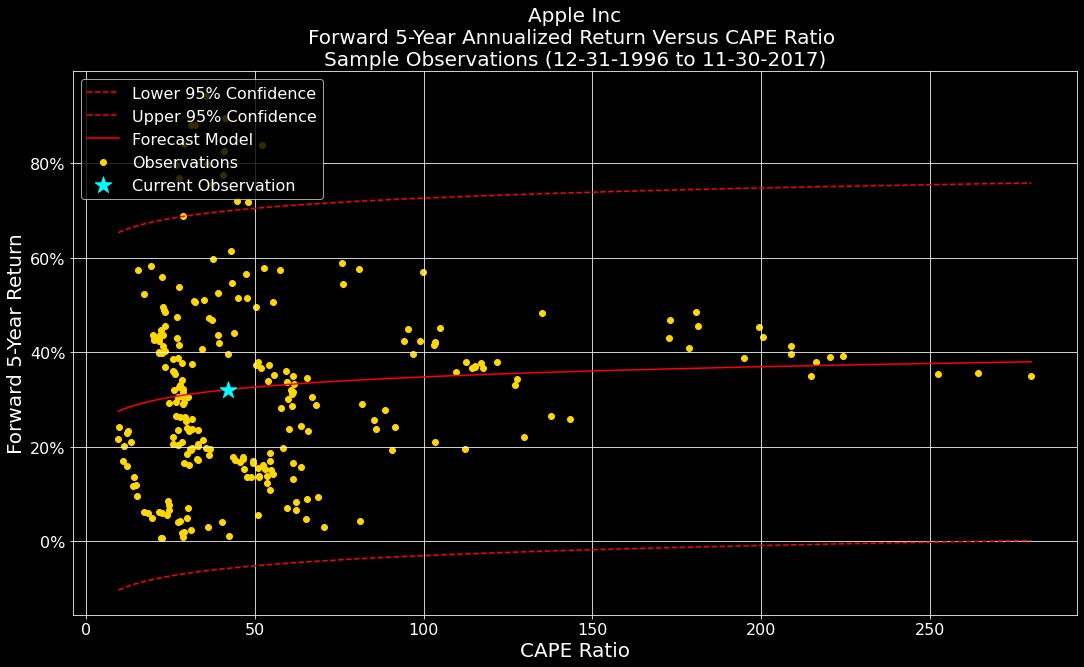 Apple Inc
Forward 5-Year Annualized Return Versus CAPE Ratio
Sample Observations (12-31-1996 to 11-30-2017)
Lower 95% Confidence
Upper 95% Confidence
Forecast Model
Observations
Current Observation
80%
60%
40%
20%
0%
Forward 5-Year Return
0 50 100 150 200 250
CAPE Ratio